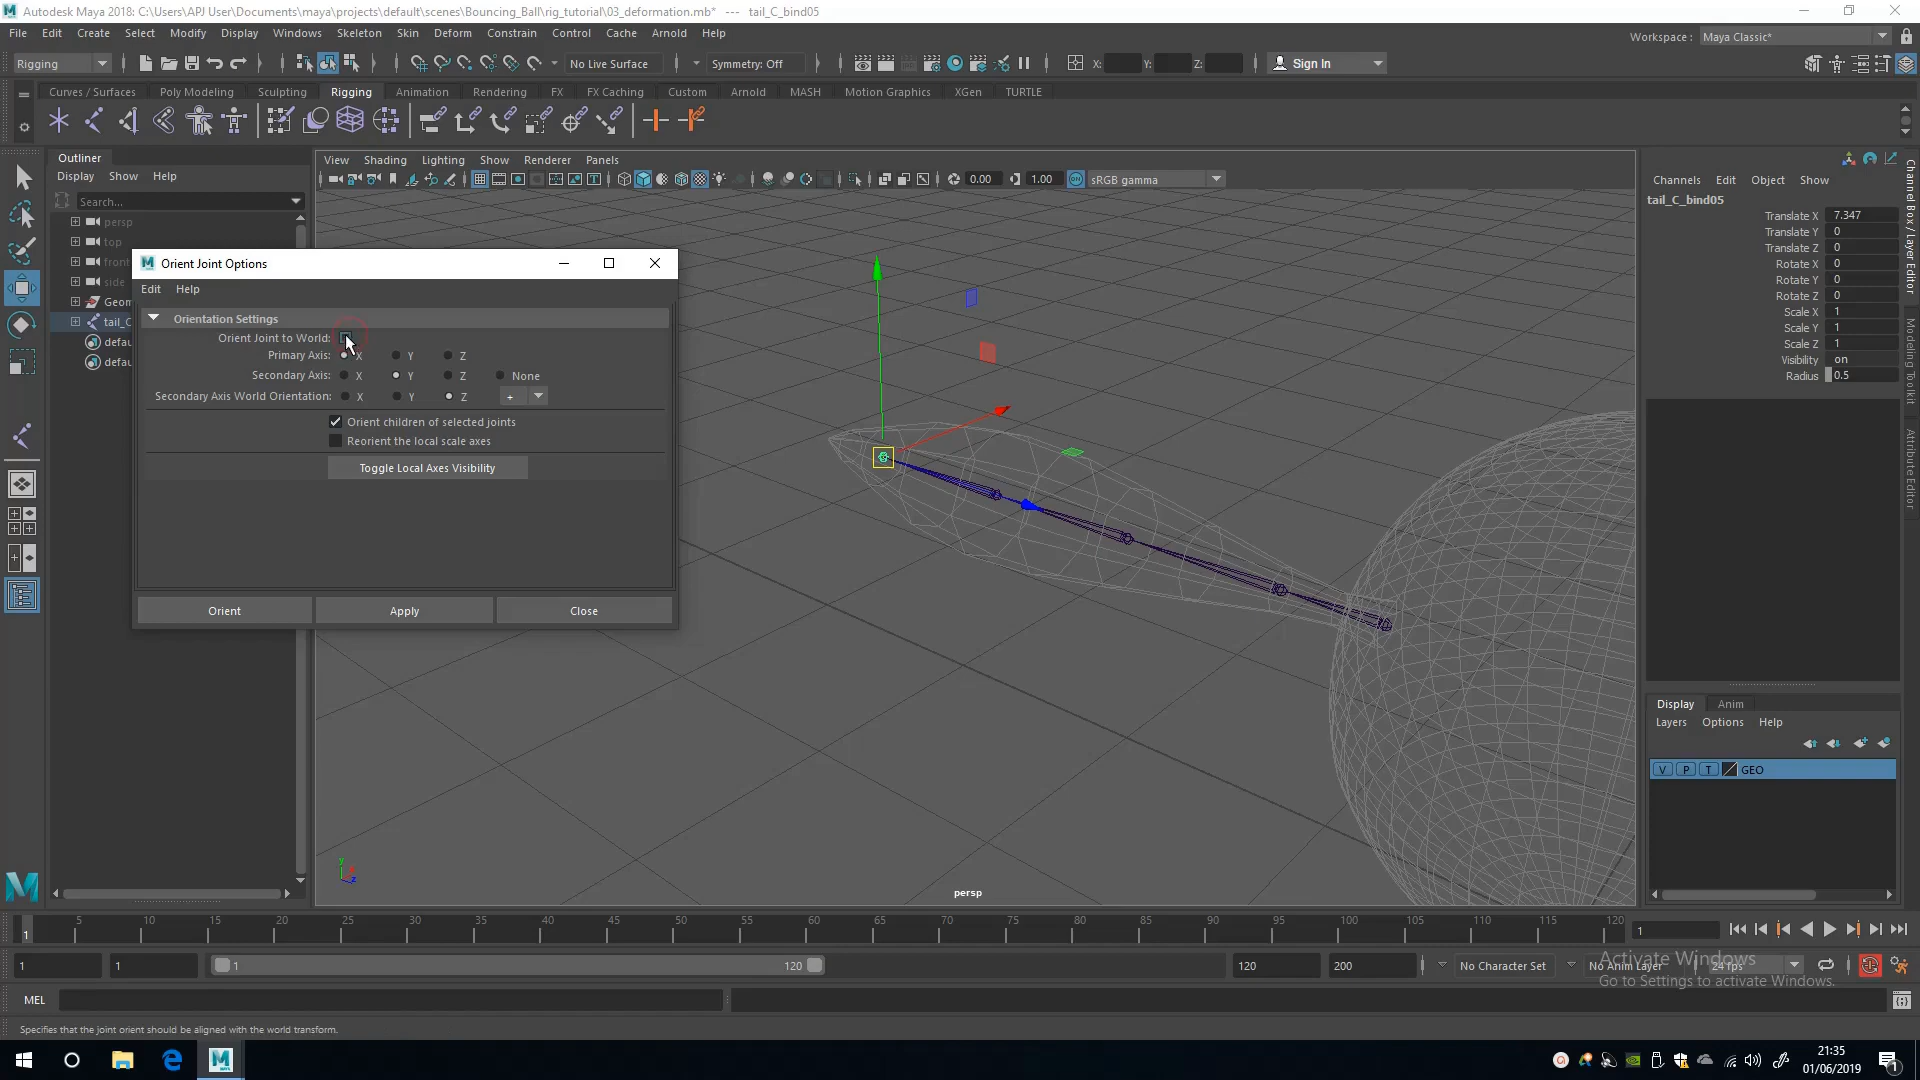 Autodesk Maya 2018: C:\Users\APJ User\Documents\maya\projects\default\scenes\Bouncing_Ball\rig_tutorial\03_deformation.mb* --- tail_C_bind05
File Edit Create Select Modify Display Windows Skeleton Skin Deform Constrain Control Cache Arnold Help
Workspace : Maya Classic*
Rigging No Live Surface Symmetry: Off X: Y: Z: Sign In
Curves / Surfaces Poly Modeling Sculpting Rigging Animation Rendering FX FX Caching Custom Arnold MASH Motion Graphics XGen TURTLE
Outliner
Display Show Help
Search...
persp
top
front
side
Geom
tail_C
defau
defau
View Shading Lighting Show Renderer Panels
0.00 1.00 ON sRGB gamma
Orient Joint Options
Edit Help
Orientation Settings
Orient Joint to World:
Primary Axis: X Y Z
Secondary Axis: X Y Z None
Secondary Axis World Orientation: X Y Z +
Orient children of selected joints
Reorient the local scale axes
Toggle Local Axes Visibility
Orient Apply Close
y
z
persp
Channels Edit Object Show
tail_C_bind05
Translate X 7.347
Translate Y 0
Translate Z 0
Rotate X 0
Rotate Y 0
Rotate Z 0
Scale X 1
Scale Y 1
Scale Z 1
Visibility on
Radius 0.5
Channel Box / Layer Editor
Modeling Toolkit
Attribute Editor
Display Anim
Layers Options Help
V P T GEO
5 10 15 20 25 30 35 40 45 50 55 60 65 70 75 80 85 90 95 100 105 110 115 120
1 1
1 1 1 120 120 200 No Character Set No Anim Layer 24 fps
Activate Windows
Go to Settings to activate Windows.
MEL
Specifies that the joint orient should be aligned with the world transform.
21:35
01/06/2019
1